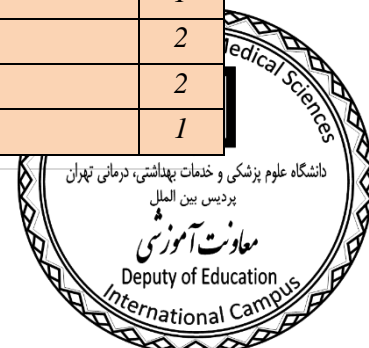 2
2
1
edical Sciences
دانشگاه علوم پزشکی و خدمات بهداشتی، درمانی تهران
پردیس بین الملل
معاونت آموزشی
Deputy of Education
International Campus